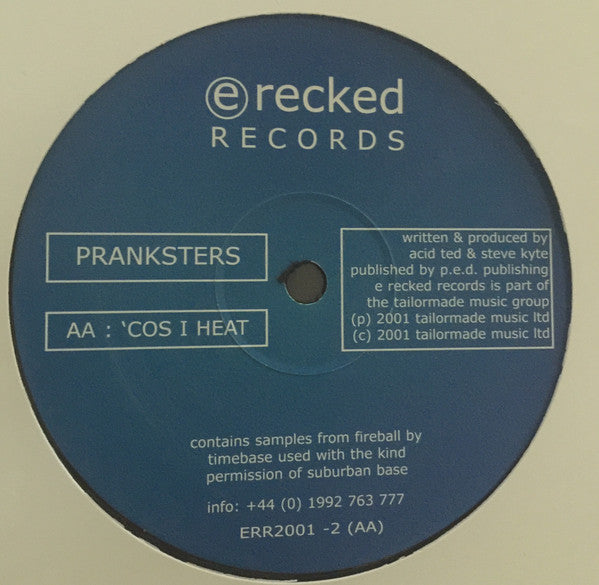 ⓔ recked
RECORDS
PRANKSTERS
AA : ‘COS I HEAT
written & produced by
acid ted & steve kyte
published by p.e.d. publishing
e recked records is part of
the tailormade music group
(p) 2001 tailormade music ltd
(c) 2001 tailormade music ltd
contains samples from fireball by
timebase used with the kind
permission of suburban base
info: +44 (0) 1992 763 777
ERR2001 -2 (AA)